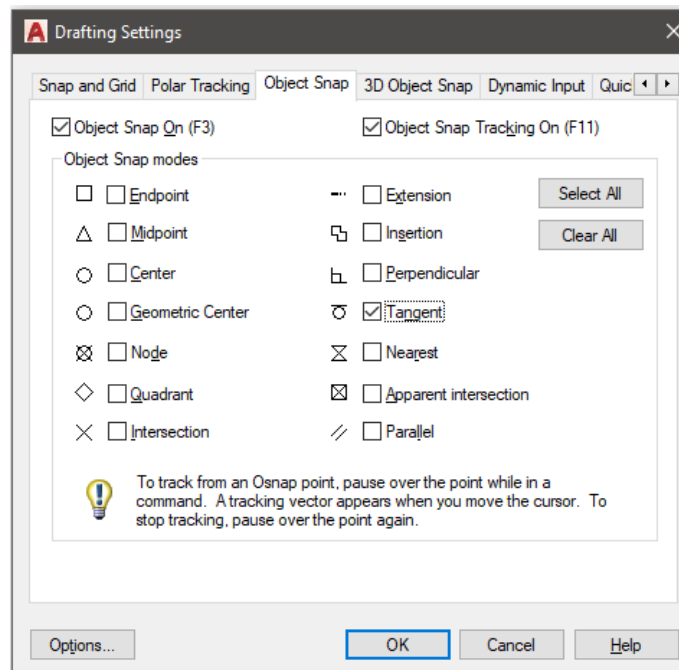 Drafting Settings
Snap and Grid Polar Tracking Object Snap 3D Object Snap Dynamic Input Quic
Object Snap On (F3) Object Snap Tracking On (F11)
Object Snap modes
Endpoint Extension Select All
Midpoint Insertion Clear All
Center Perpendicular
Geometric Center Tangent
Node Nearest
Quadrant Apparent intersection
Intersection Parallel
To track from an Osnap point, pause over the point while in a
command. A tracking vector appears when you move the cursor. To
stop tracking, pause over the point again.
Options... OK Cancel Help